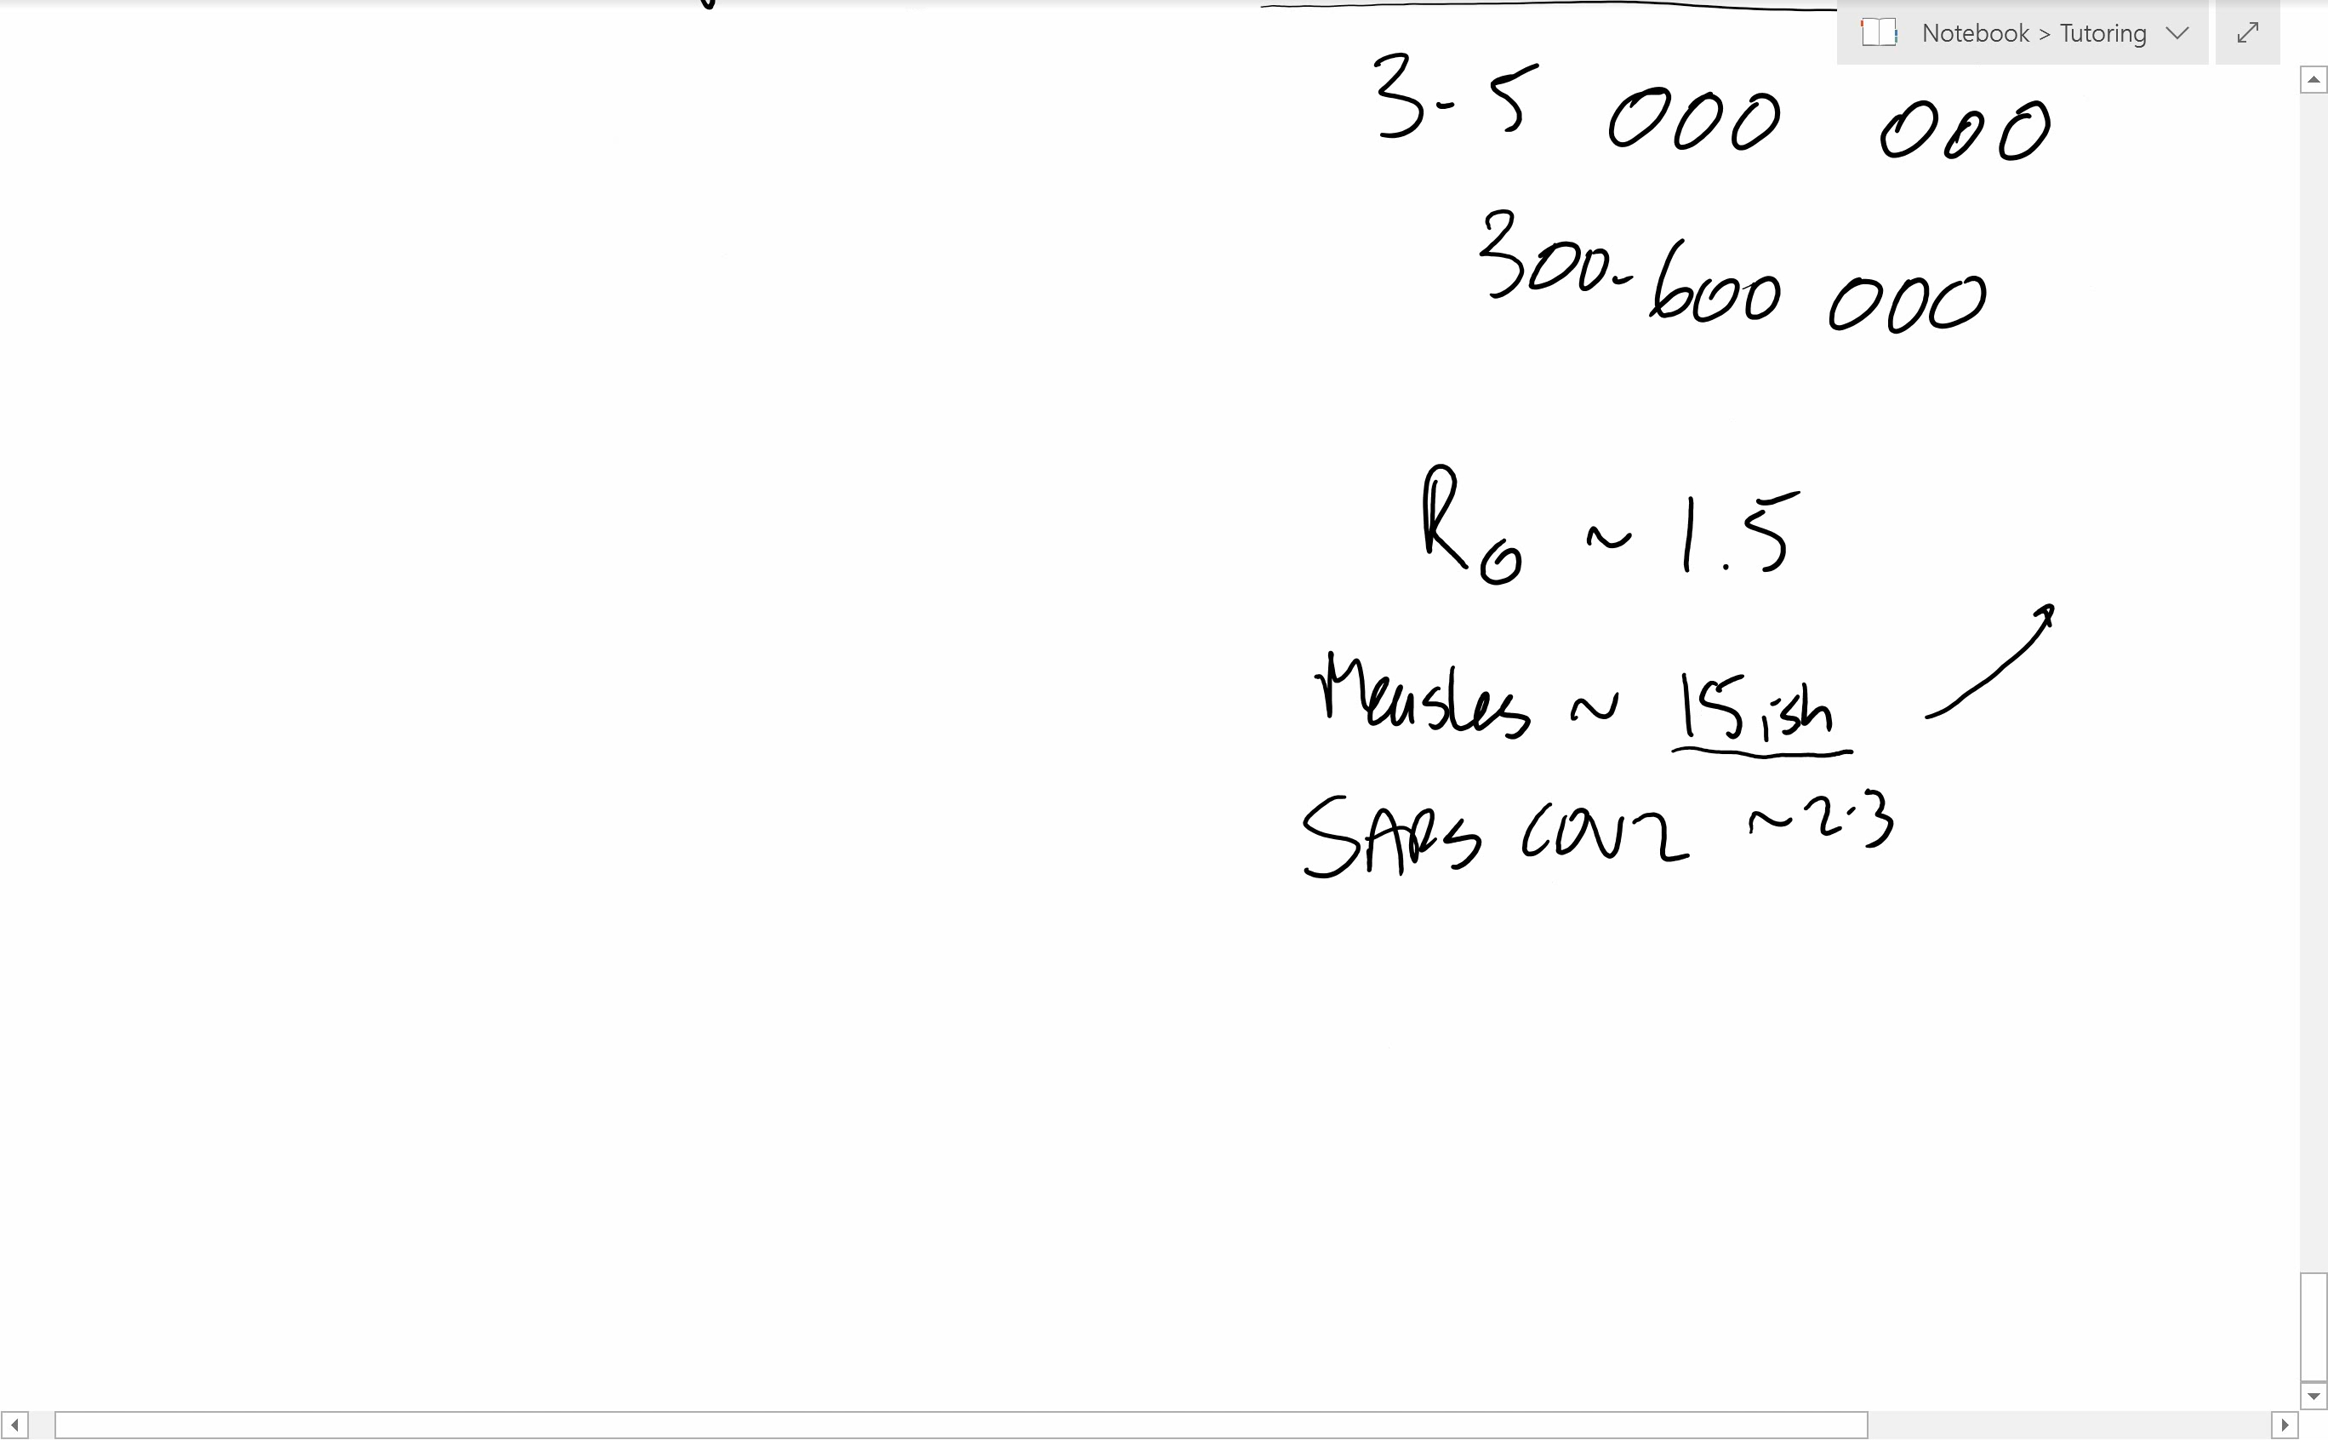 Notebook > Tutoring
3-5 000 000
300-600 000
R0 ~ 1.5
Measles ~ 15ish
SARS COV2 ~2-3